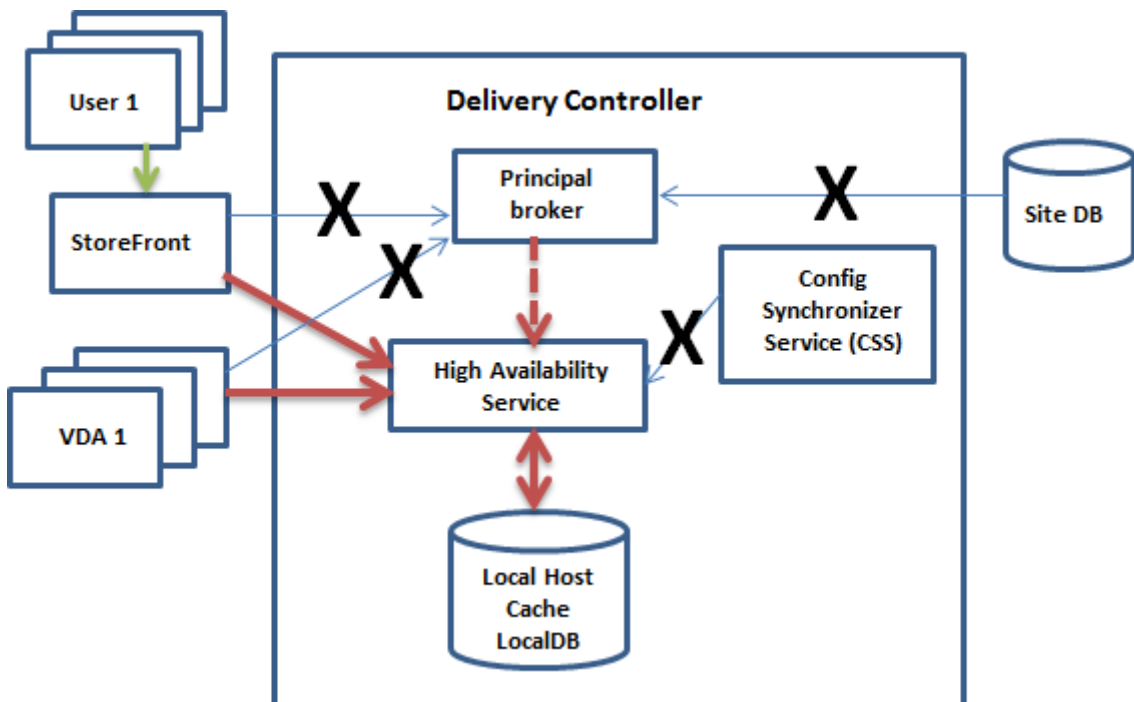 User 1
Delivery Controller
Principal
broker
X
X
Site DB
StoreFront
X
Config
Synchronizer
Service (CSS)
X
High Availability
Service
VDA 1
Local Host
Cache
LocalDB